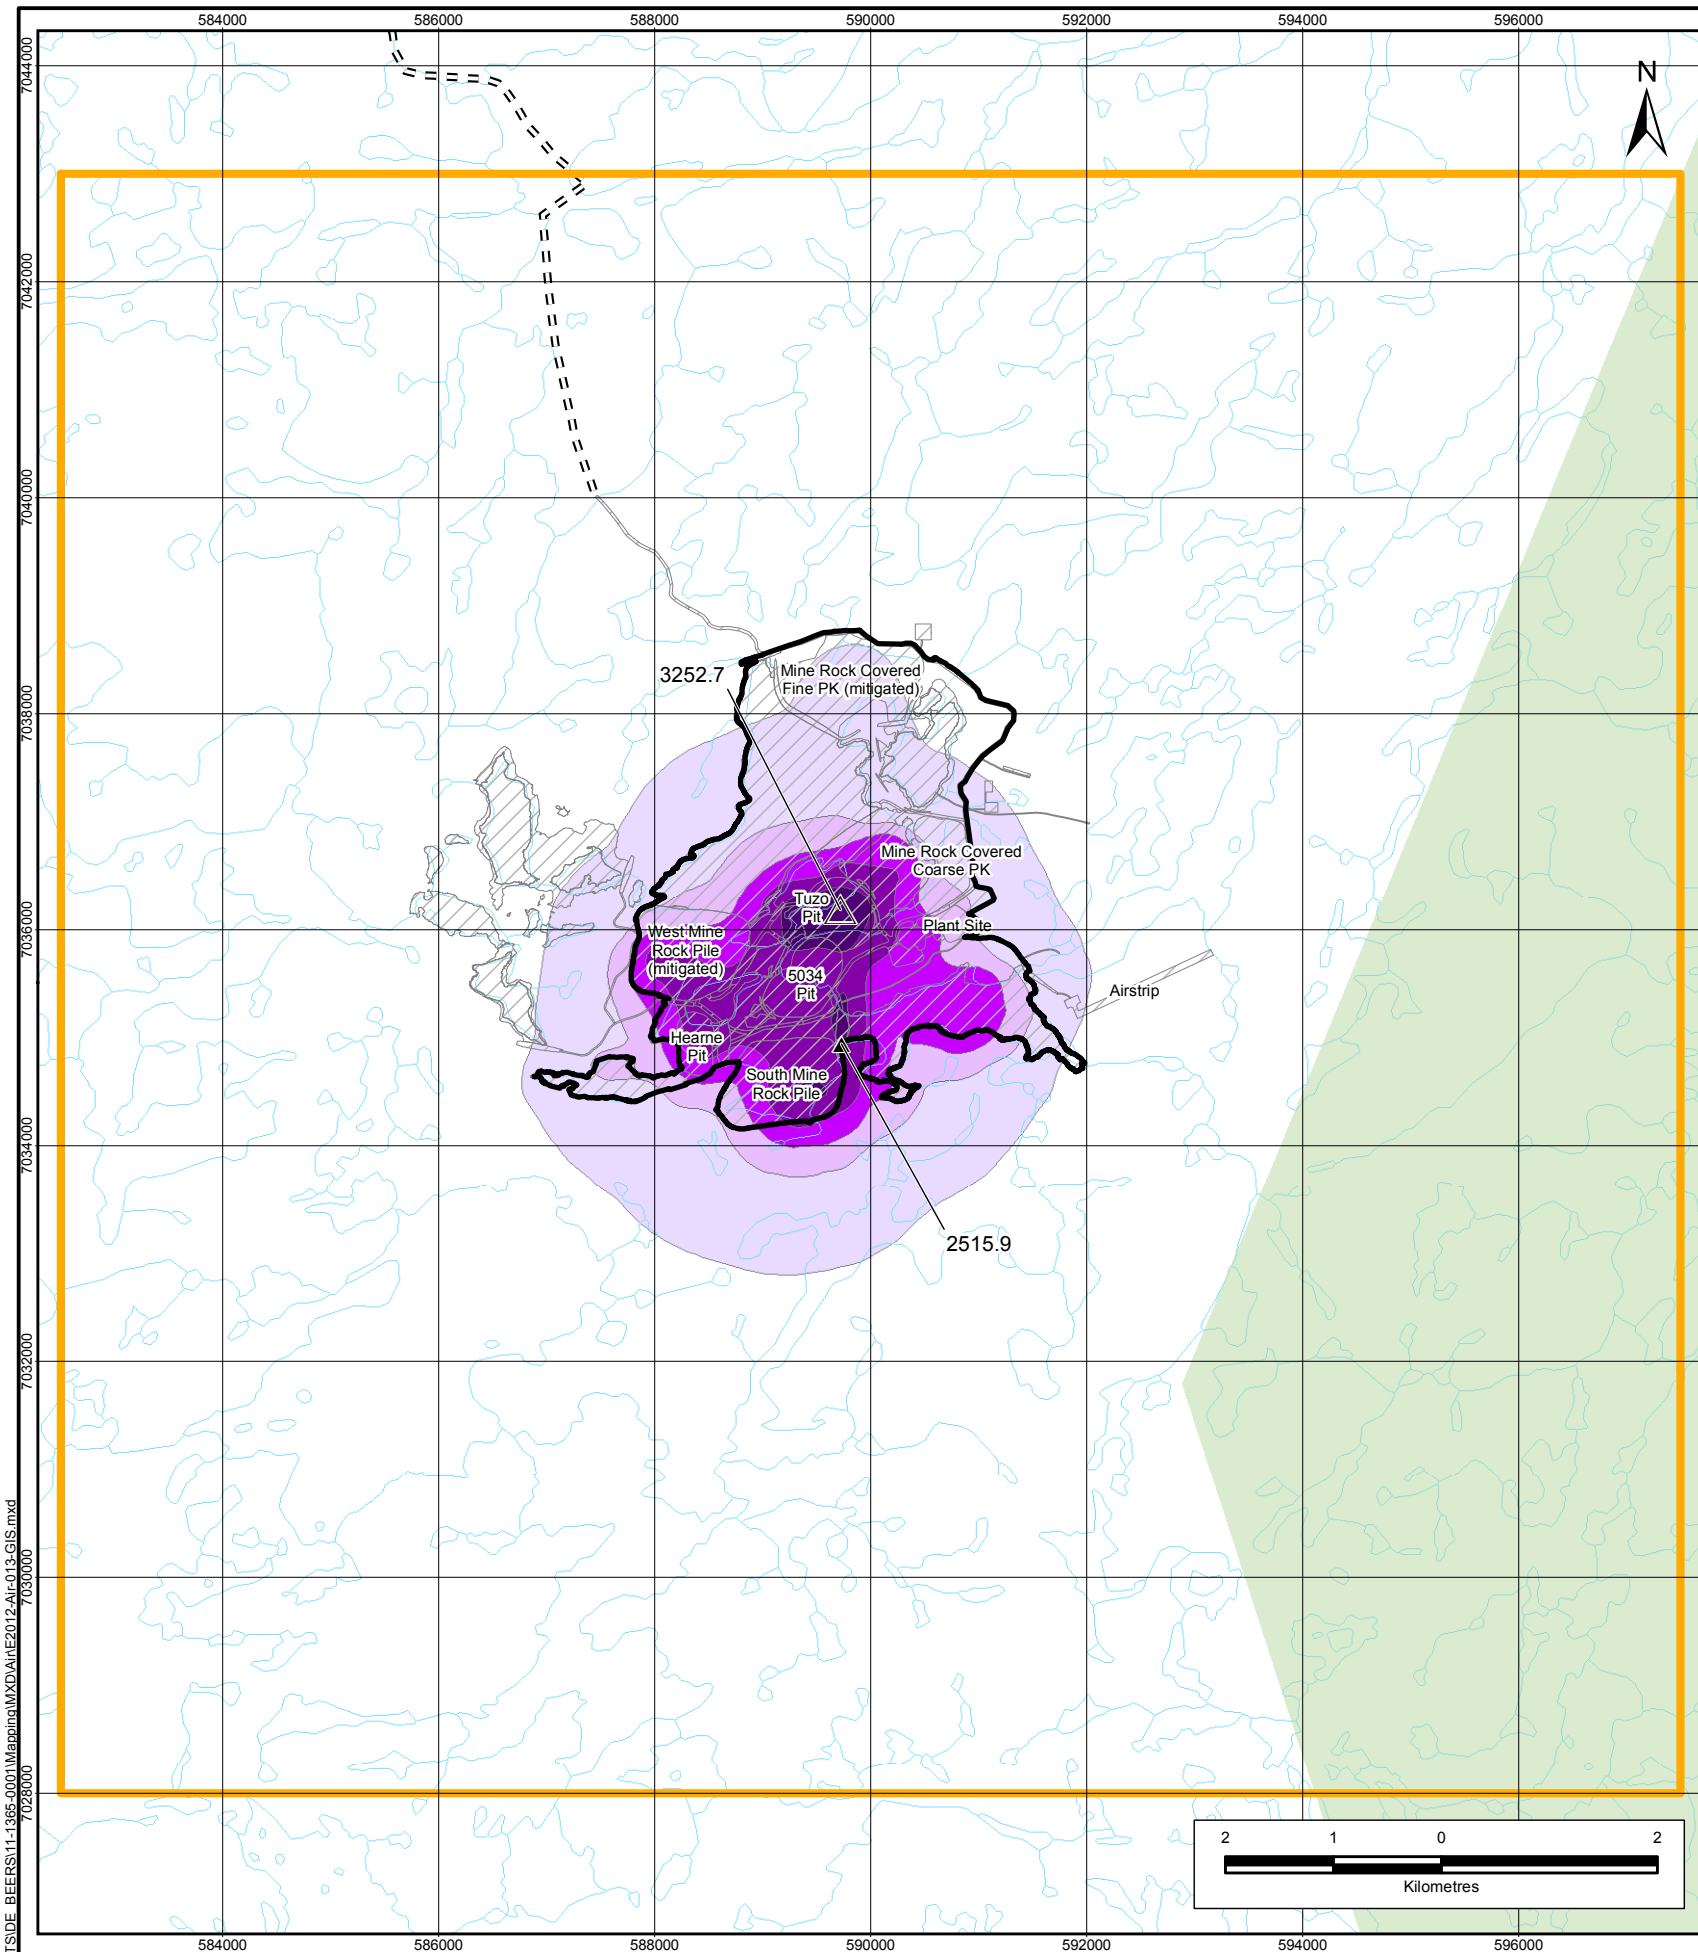 584000 586000 588000 590000 592000 594000 596000
7044000
N
7042000
7040000
3252.7
Mine Rock Covered
Fine PK (mitigated)
7038000
Mine Rock Covered
Coarse PK
Tuzo
Pit
7036000
West Mine
Rock Pile
(mitigated)
Plant Site
5034
Pit
Airstrip
Hearne
Pit
South Mine
Rock Pile
7034000
2515.9
7032000
7030000
7028000
2 1 0 2
Kilometres
TS\DE_BEERS\11-1365-0001\Mapping\MXD\Air\E2012-Air-013-GIS.mxd
584000 586000 588000 590000 592000 594000 596000